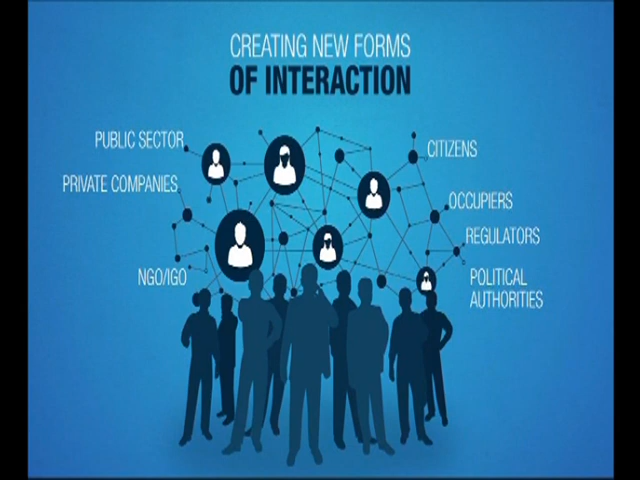 CREATING NEW FORMS
OF INTERACTION
PUBLIC SECTOR
PRIVATE COMPANIES
NGO/IGO
CITIZENS
OCCUPIERS
REGULATORS
POLITICAL
AUTHORITIES